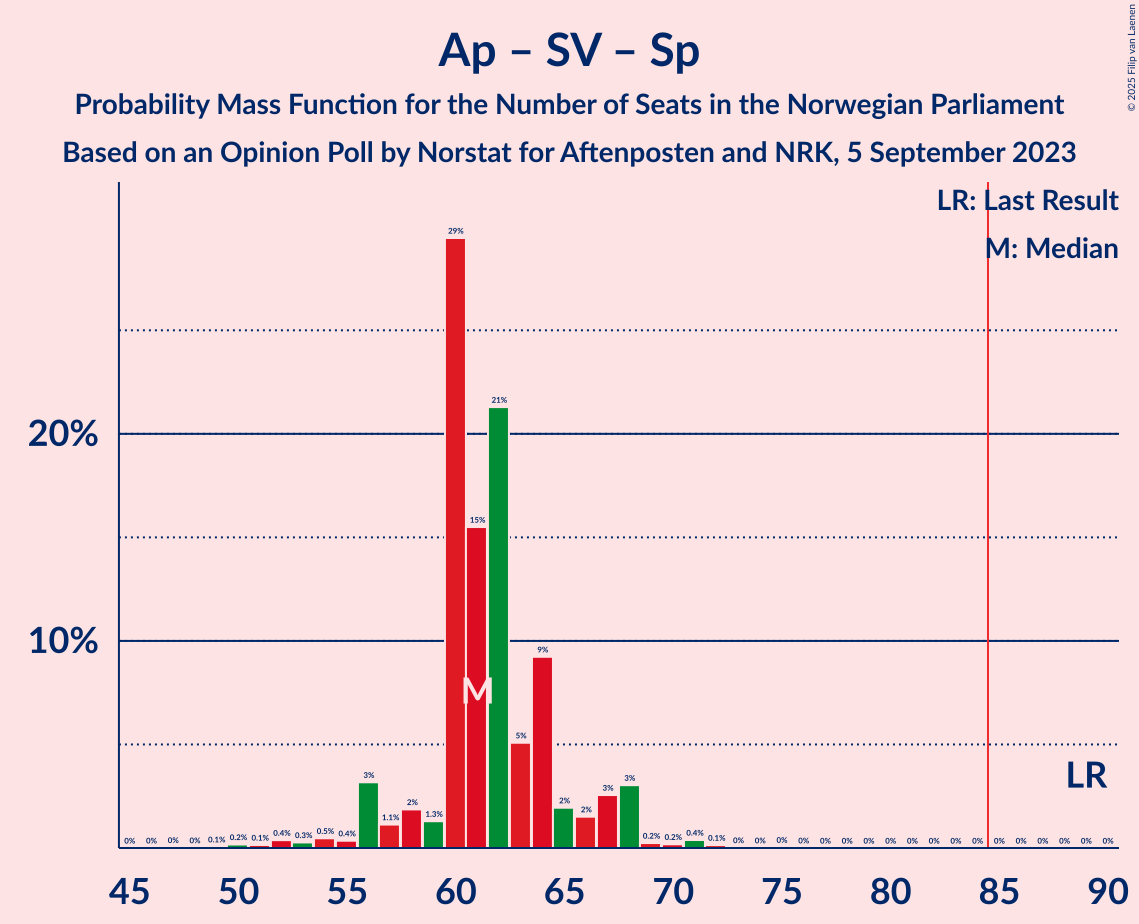 Ap – SV – Sp
Probability Mass Function for the Number of Seats in the Norwegian Parliament
Based on an Opinion Poll by Norstat for Aftenposten and NRK, 5 September 2023
© 2025 Filip van Laenen
LR: Last Result
M: Median
20%
10%
0% 0% 0% 0% 0.1% 0.2% 0.1% 0.4% 0.3% 0.5% 0.4% 3% 1.1% 2% 1.3% 29% 15% 21% 5% 9% 2% 2% 3% 3% 0.2% 0.2% 0.4% 0.1% 0% 0% 0% 0% 0% 0% 0% 0% 0% 0% 0% 0% 0% 0% 0% 0% 0% 0%
M
LR
45 50 55 60 65 70 75 80 85 90